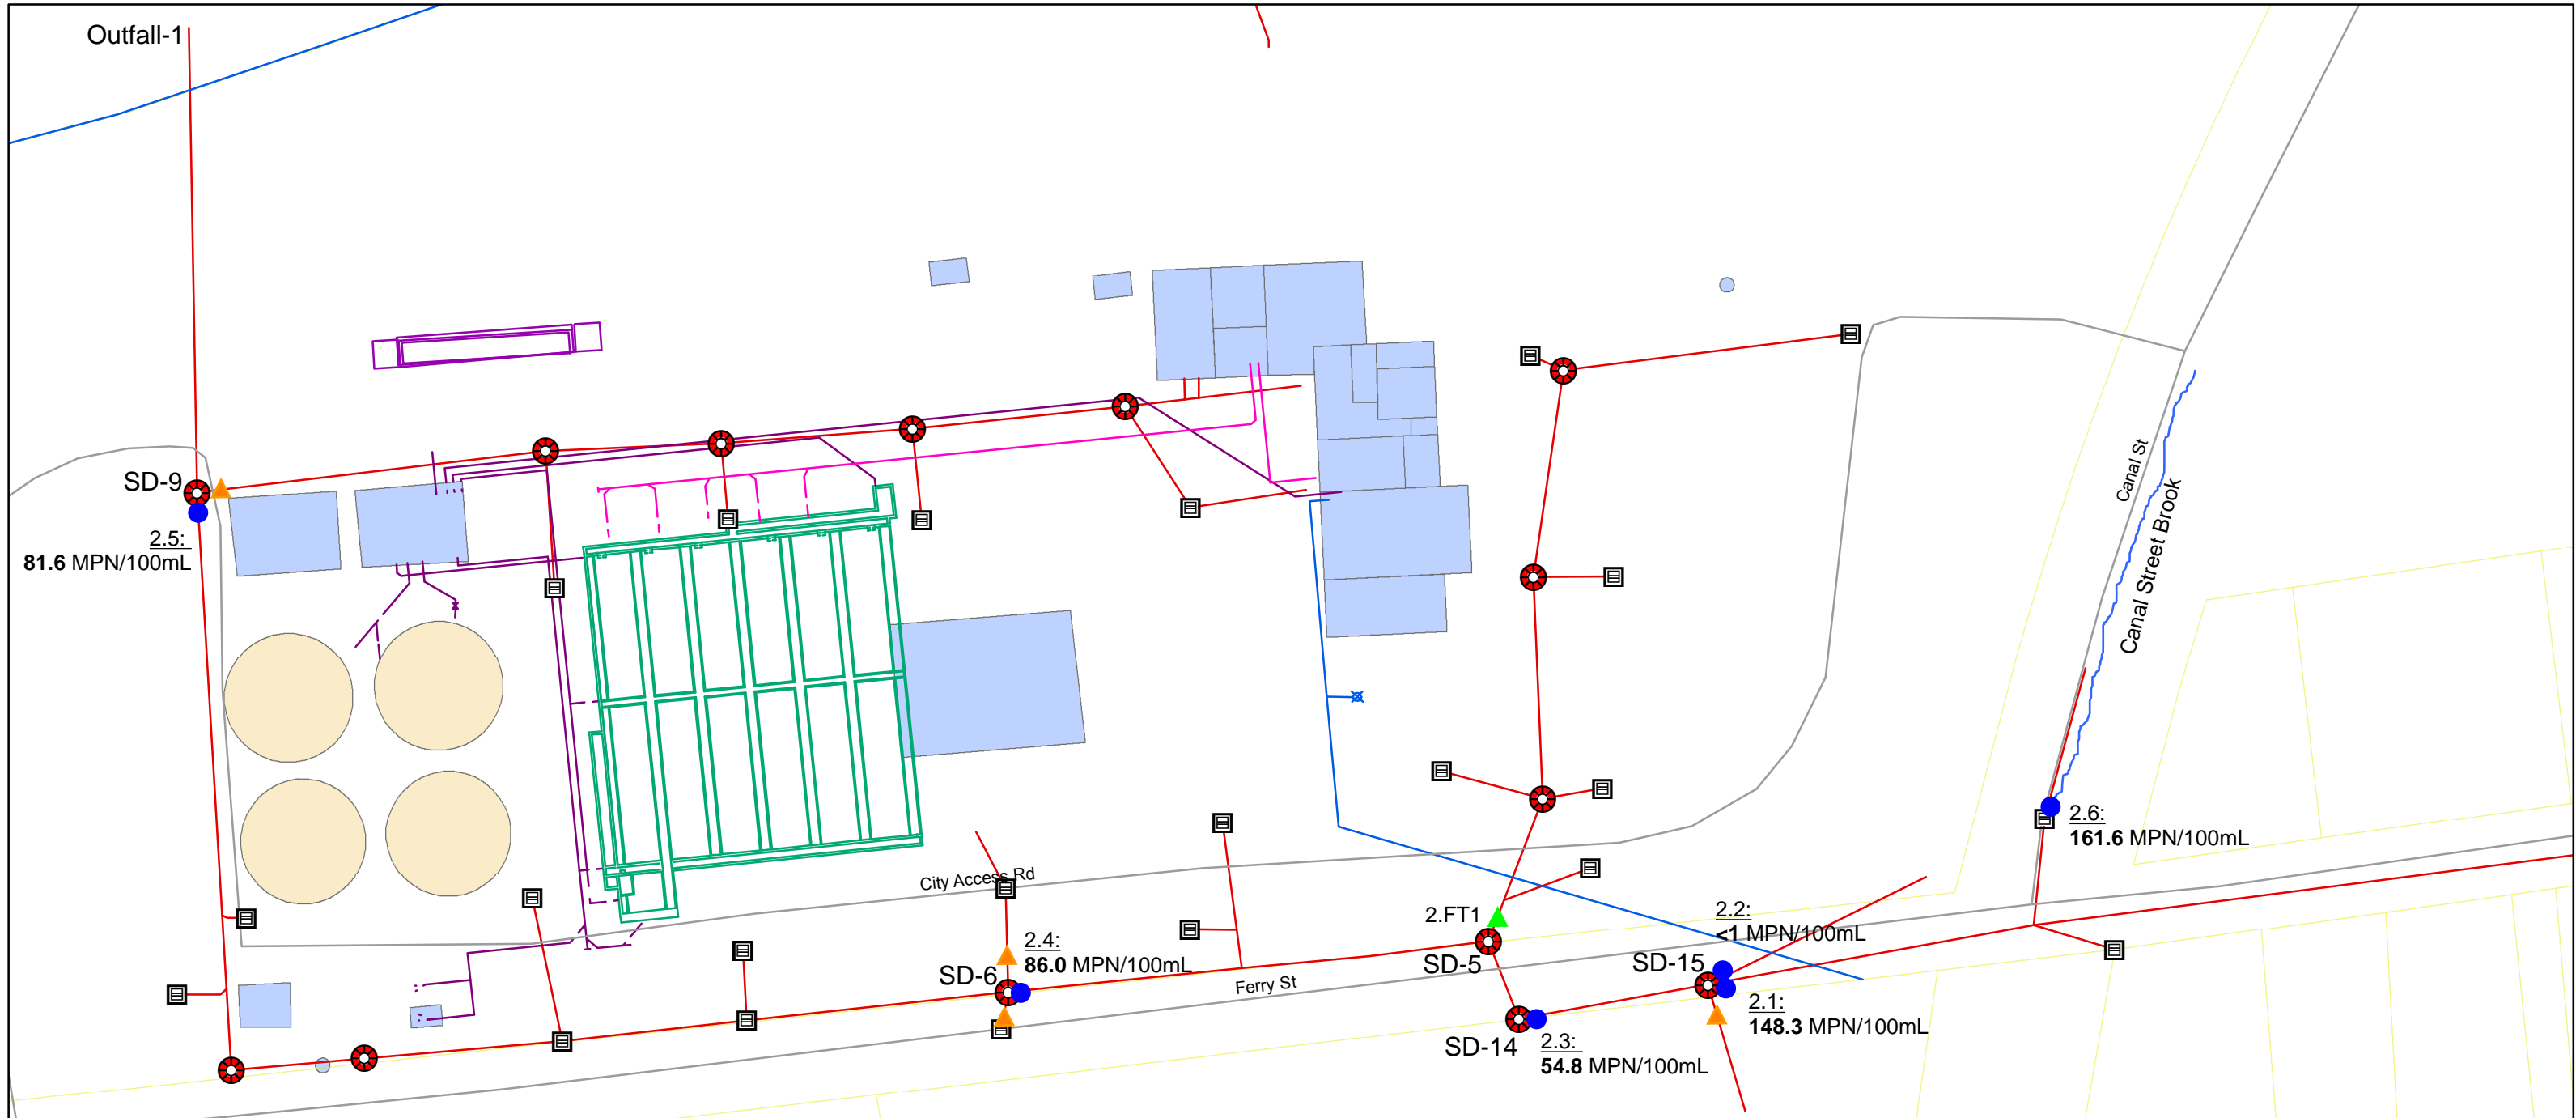 Outfall-1
SD-9
2.5:
81.6 MPN/100mL
Canal St
Canal Street Brook
2.6:
161.6 MPN/100mL
City Access Rd
2.FT1
2.2:
<1 MPN/100mL
2.4:
86.0 MPN/100mL
SD-6
SD-5
SD-15
Ferry St
2.1:
148.3 MPN/100mL
SD-14
2.3:
54.8 MPN/100mL